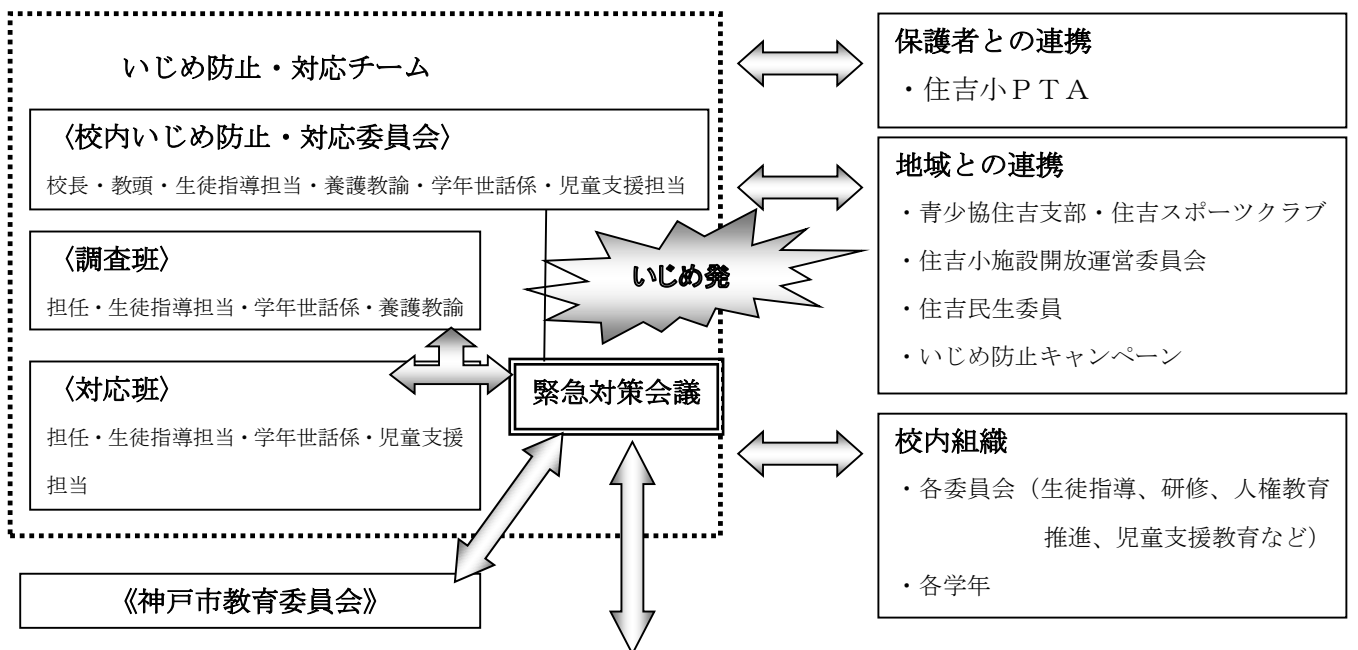 いじめ防止・対応チーム
〈校内いじめ防止・対応委員会〉
校長・教頭・生徒指導担当・養護教諭・学年世話係・児童支援担当
〈調査班〉
担任・生徒指導担当・学年世話係・養護教諭
〈対応班〉
担任・生徒指導担当・学年世話係・児童支援
担当
いじめ発
緊急対策会議
《神戸市教育委員会》
保護者との連携
・住吉小ＰＴＡ
地域との連携
・青少協住吉支部・住吉スポーツクラブ
・住吉小施設開放運営委員会
・住吉民生委員
・いじめ防止キャンペーン
校内組織
・各委員会（生徒指導、研修、人権教育
推進、児童支援教育など）
・各学年